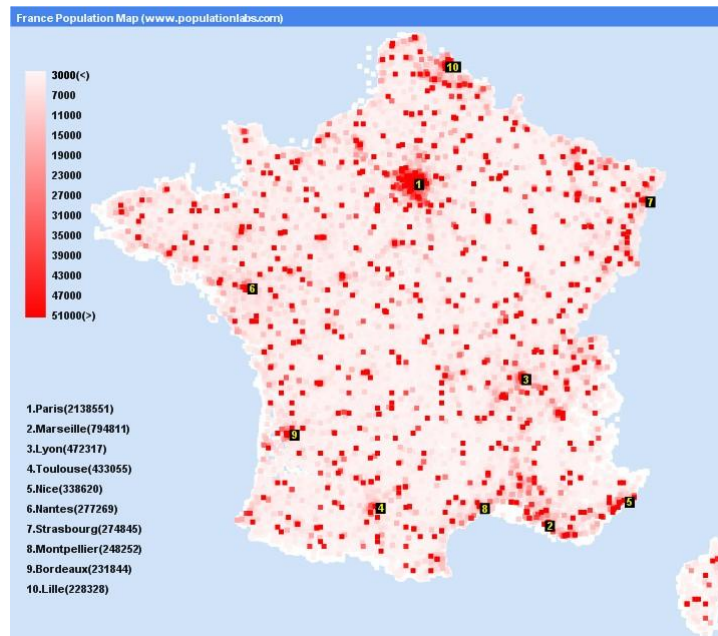 France Population Map (www.populationlabs.com)
3000(<)
7000
11000
15000
19000
23000
27000
31000
35000
39000
43000
47000
51000(>)
10
1
7
6
3
9
4
8
5
2
1.Paris(2138551)
2.Marseille(794811)
3.Lyon(472317)
4.Toulouse(433055)
5.Nice(338620)
6.Nantes(277269)
7.Strasbourg(274845)
8.Montpellier(248252)
9.Bordeaux(231844)
10.Lille(228328)